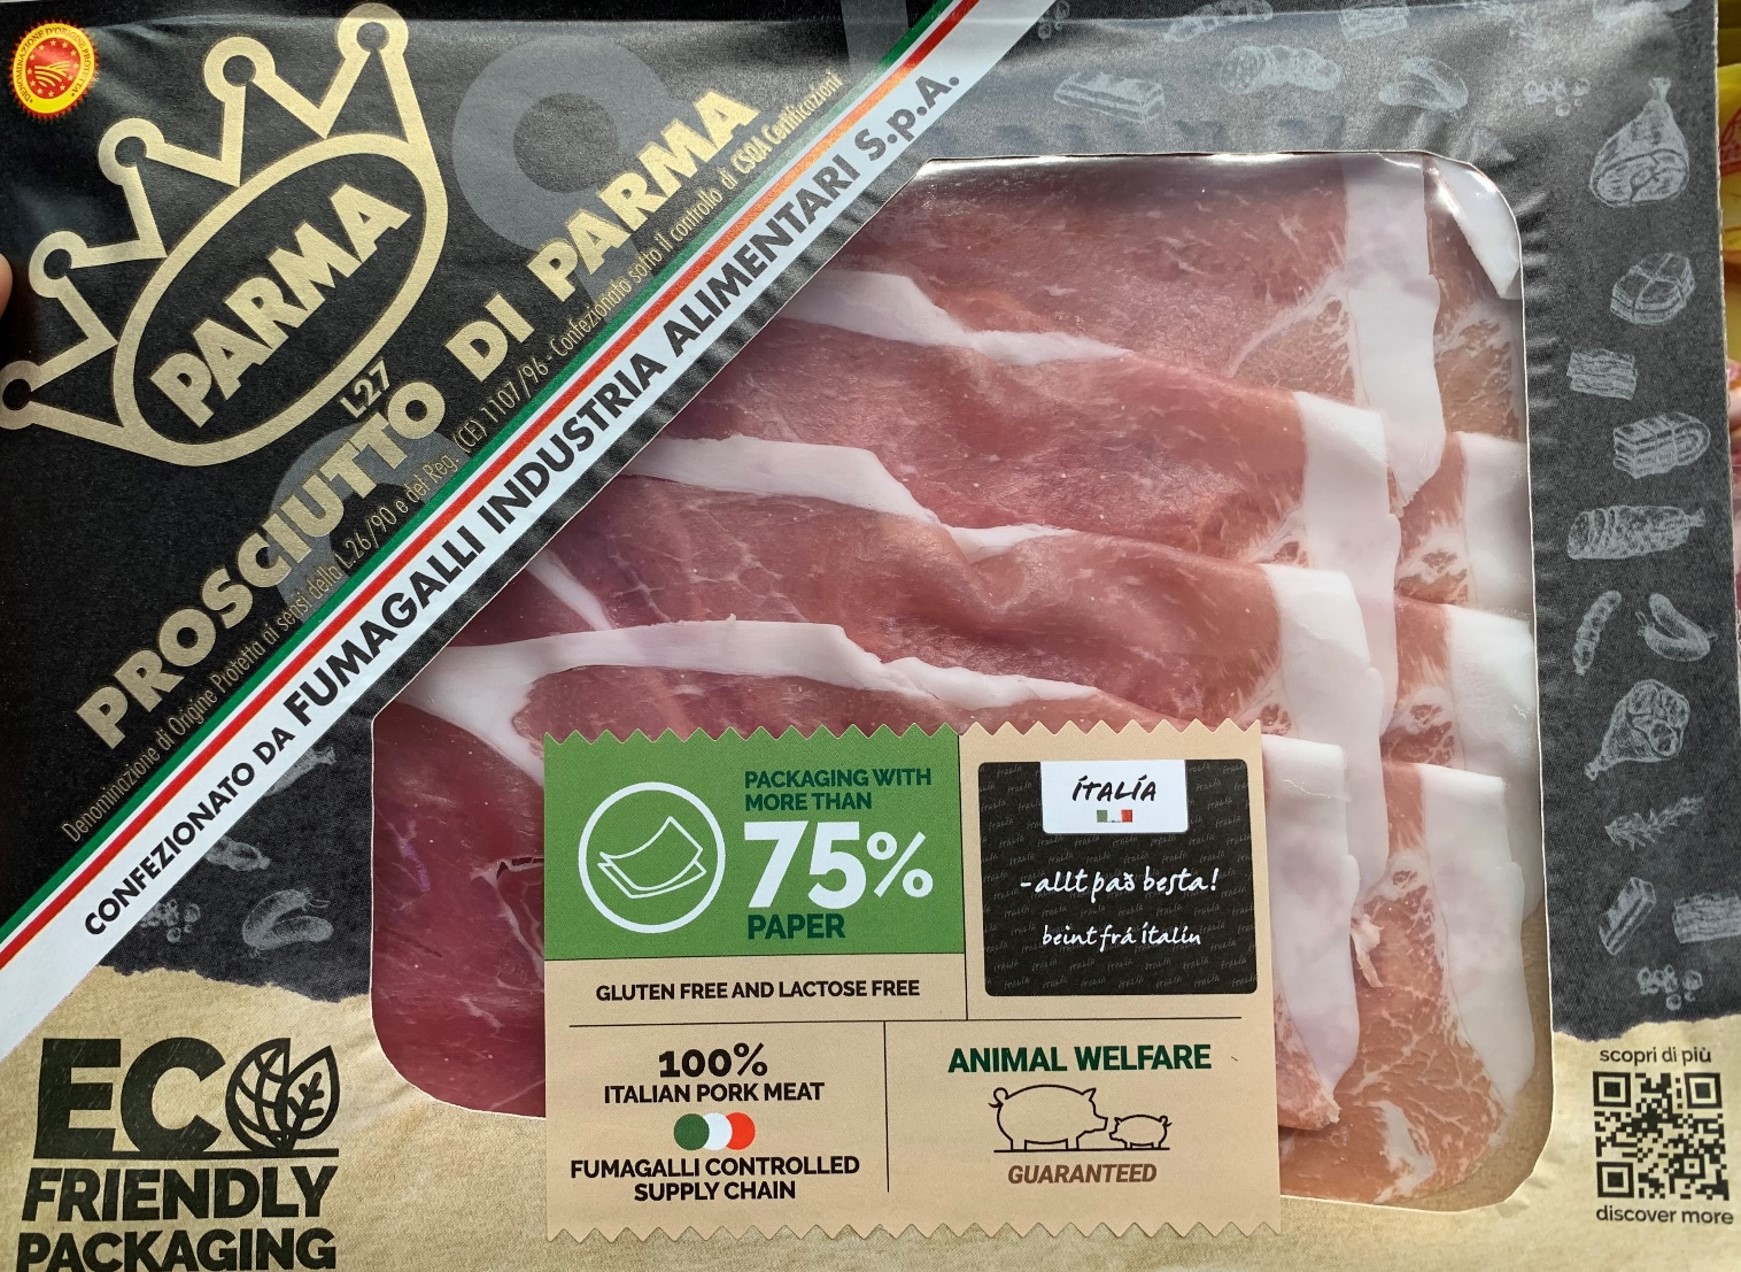 DENOMINAZIONE D'ORIGINE PROTETTA
PARMA
L27
PROSCIUTTO DI PARMA
Denominazione di Origine Protetta ai sensi della L.26/90 e del Reg. (CE) 1107/96 - Confezionato sotto il controllo di CSQA Certificazioni
CONFEZIONATO DA FUMAGALLI INDUSTRIA ALIMENTARI S.p.A.
PACKAGING WITH
MORE THAN
75%
PAPER
ÍTALÍA
- allt það besta!
beint frá ítalíu
GLUTEN FREE AND LACTOSE FREE
100%
ITALIAN PORK MEAT
FUMAGALLI CONTROLLED
SUPPLY CHAIN
ANIMAL WELFARE
GUARANTEED
ECO
FRIENDLY
PACKAGING
scopri di più
discover more